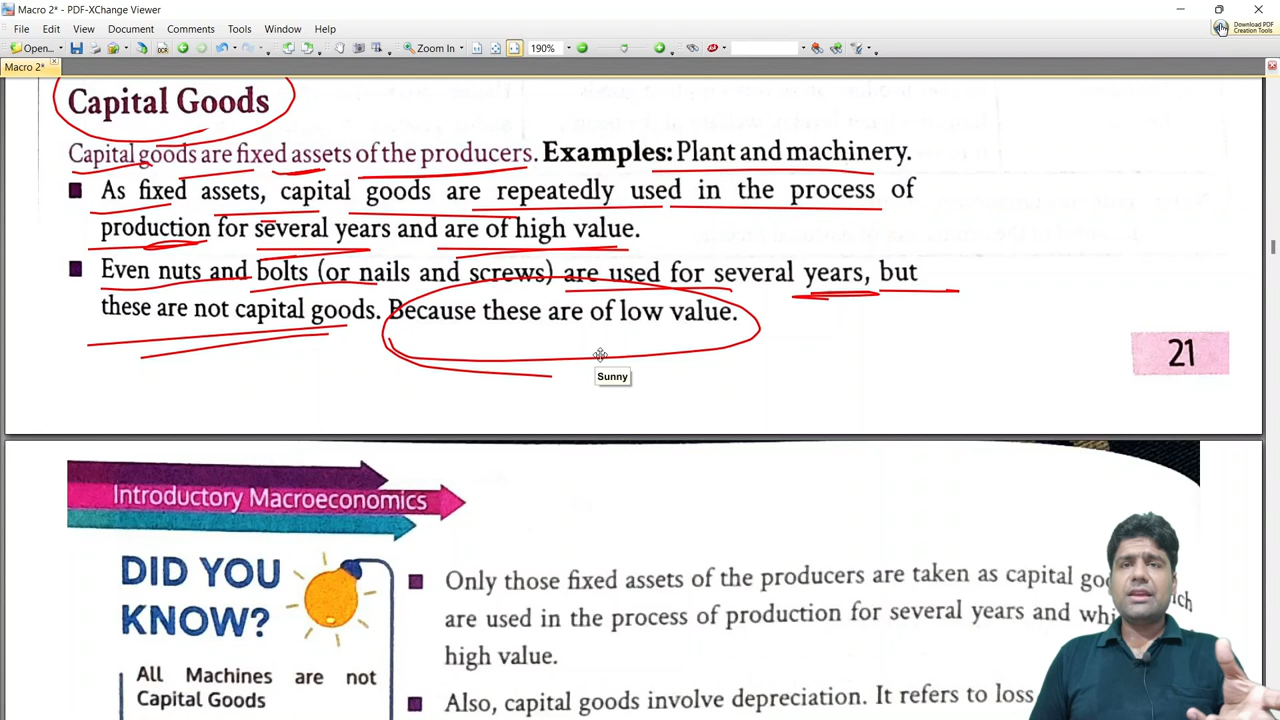 Macro 2* - PDF-XChange Viewer
File Edit View Document Comments Tools Window Help
Open... Zoom In 190% Download PDF Creation Tools
Macro 2*
Capital Goods
Capital goods are fixed assets of the producers. Examples: Plant and machinery.
As fixed assets, capital goods are repeatedly used in the process of
production for several years and are of high value.
Even nuts and bolts (or nails and screws) are used for several years, but
these are not capital goods. Because these are of low value.
21
Sunny
Introductory Macroeconomics
DID YOU
KNOW?
All Machines are not
Capital Goods
Only those fixed assets of the producers are taken as capital
are used in the process of production for several years and
high value.
Also, capital goods involve depreciation. It refers to loss